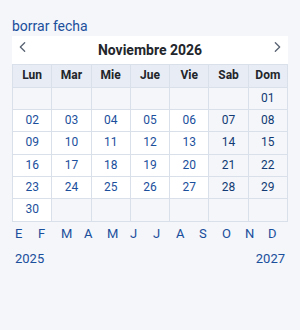 borrar fecha
Noviembre 2026
Lun Mar Mie Jue Vie Sab Dom
01
02 03 04 05 06 07 08
09 10 11 12 13 14 15
16 17 18 19 20 21 22
23 24 25 26 27 28 29
30
E F M A M J J A S O N D
2025 2027